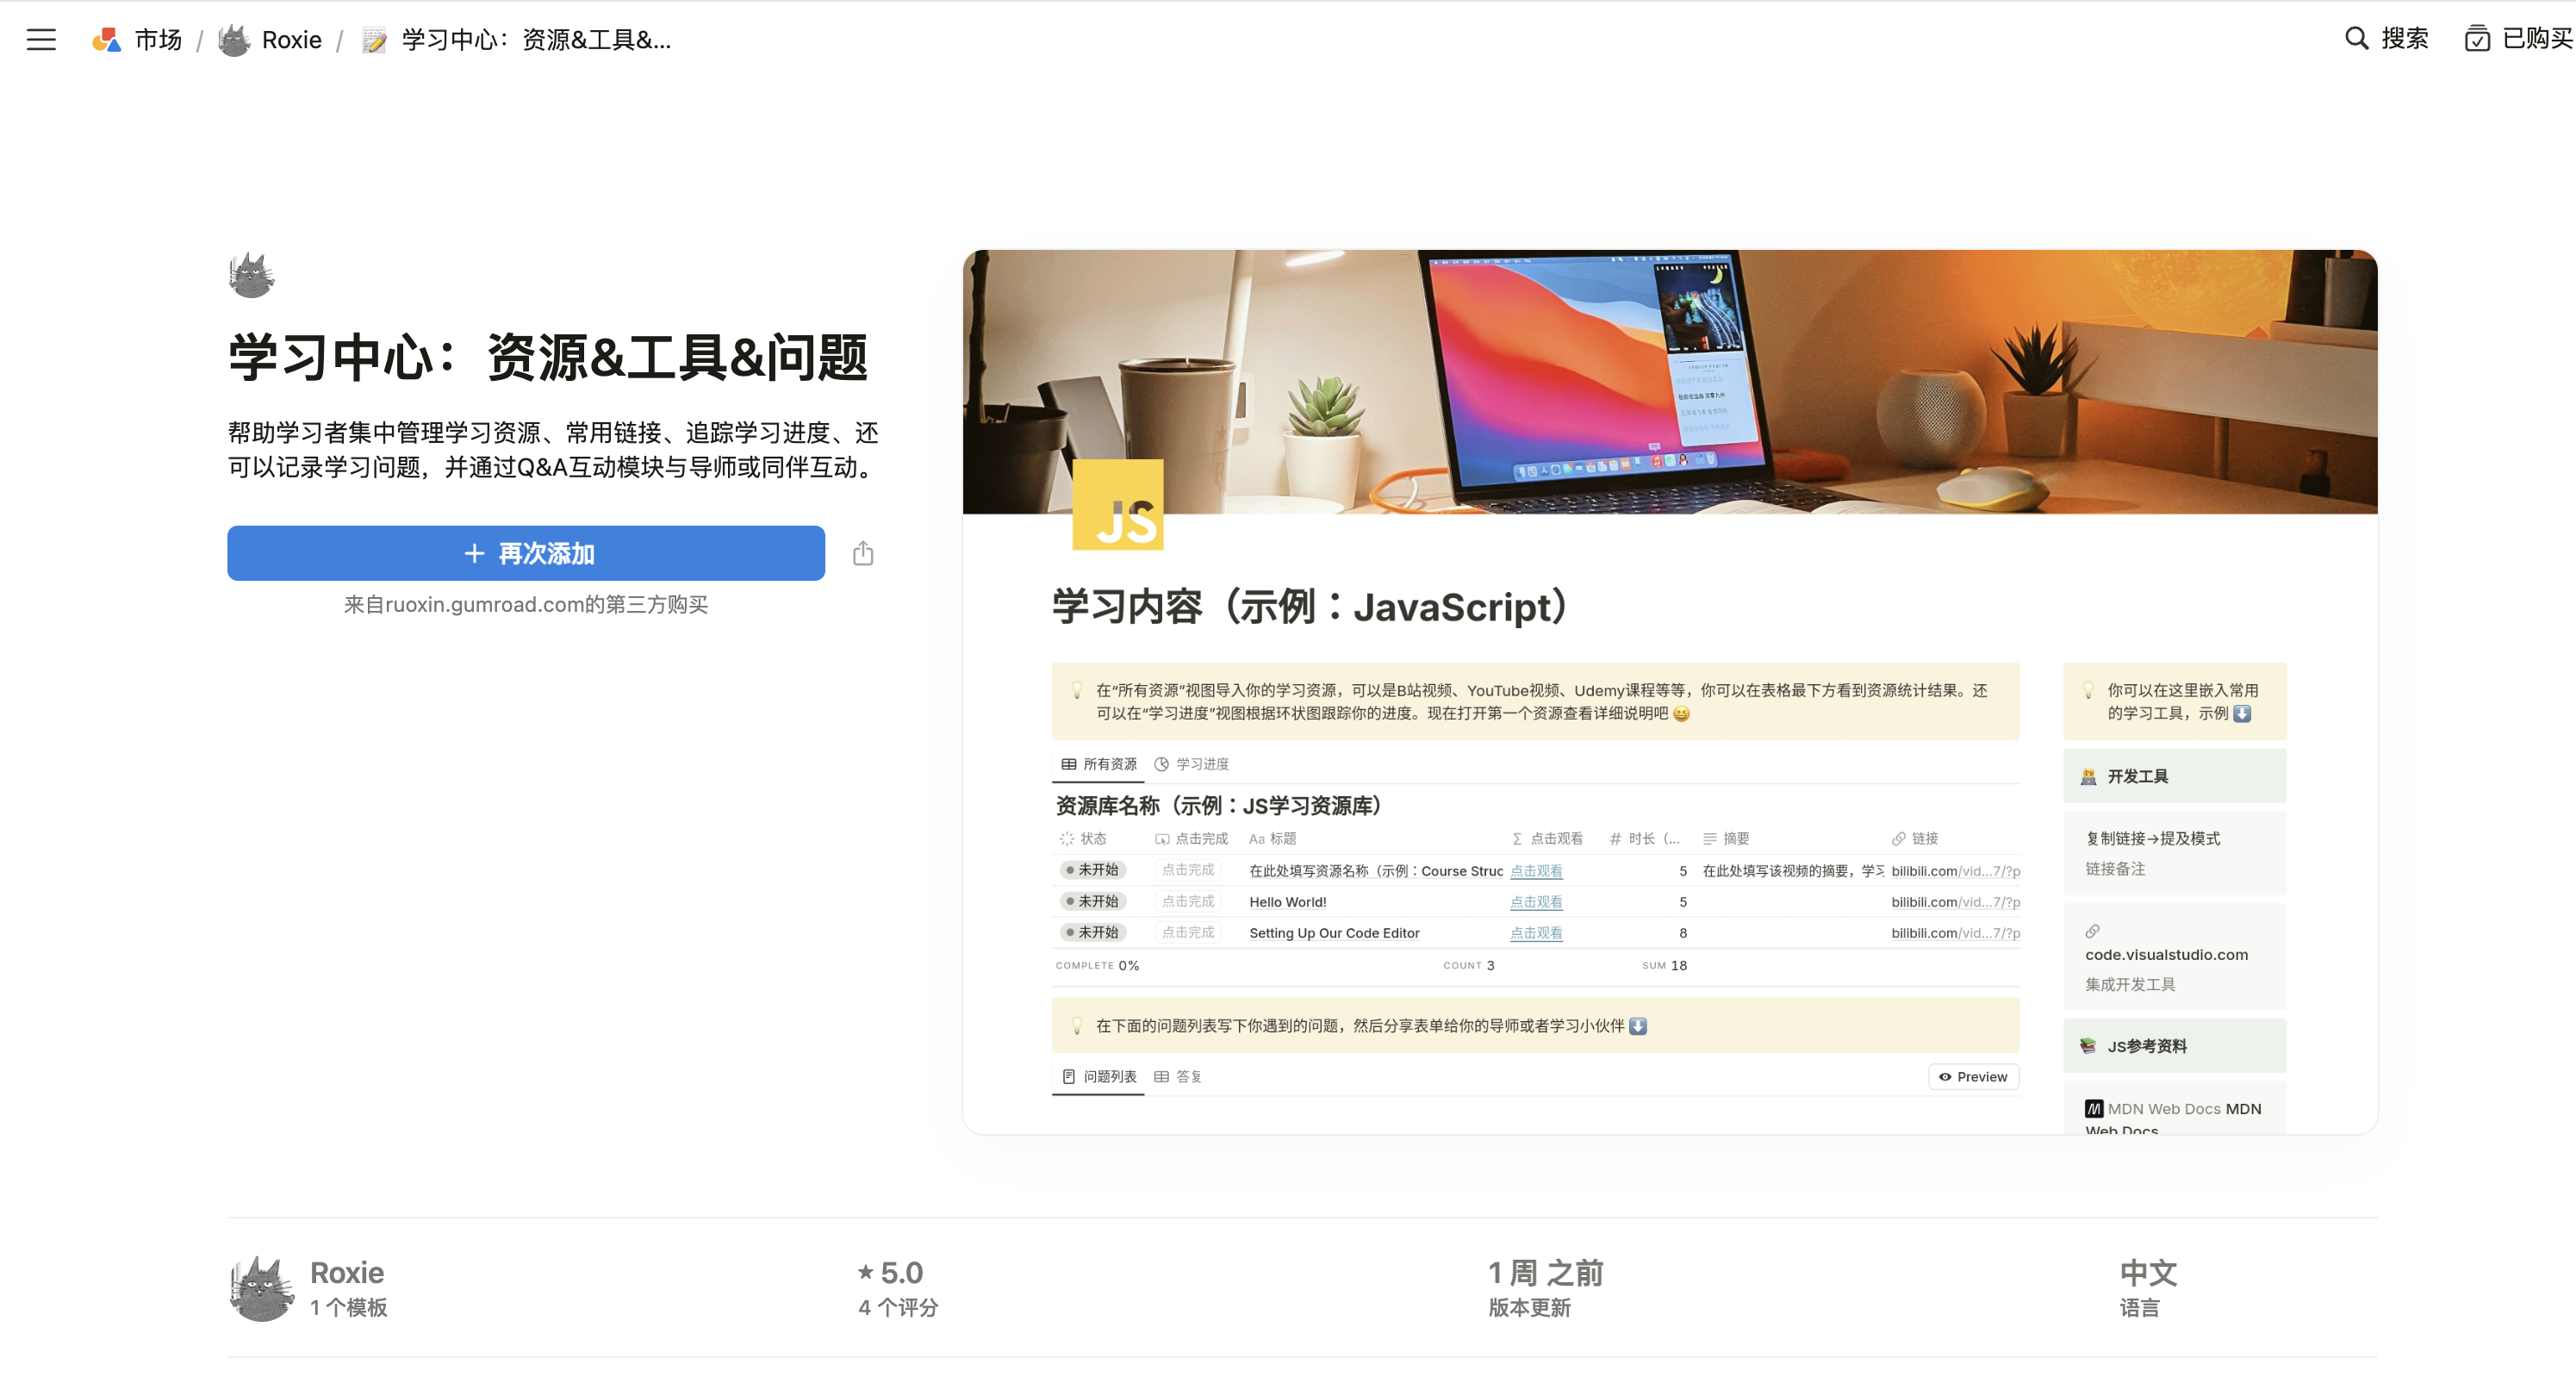 市场 / Roxie / 学习中心：资源&工具&...
搜索
已购买
学习中心：资源&工具&问题
帮助学习者集中管理学习资源、常用链接、追踪学习进度、还
可以记录学习问题，并通过Q&A互动模块与导师或同伴互动。
+ 再次添加
来自ruoxin.gumroad.com的第三方购买
JS
学习内容（示例：JavaScript）
在“所有资源”视图导入你的学习资源，可以是B站视频、YouTube视频、Udemy课程等等，你可以在表格最下方看到资源统计结果。还
可以在“学习进度”视图根据环状图跟踪你的进度。现在打开第一个资源查看详细说明吧 😆
所有资源 学习进度
资源库名称（示例：JS学习资源库）
状态 点击完成 Aa 标题 Σ 点击观看 # 时长（... 摘要 链接
未开始 点击完成 在此处填写资源名称（示例：Course Struc 点击观看 5 在此处填写该视频的摘要，学习 bilibili.com/vid...7/?p
未开始 点击完成 Hello World! 点击观看 5 bilibili.com/vid...7/?p
未开始 点击完成 Setting Up Our Code Editor 点击观看 8 bilibili.com/vid...7/?p
COMPLETE 0% COUNT 3 SUM 18
在下面的问题列表写下你遇到的问题，然后分享表单给你的导师或者学习小伙伴 ⬇️
问题列表 答复 Preview
你可以在这里嵌入常用
的学习工具，示例 ⬇️
开发工具
复制链接→提及模式
链接备注
code.visualstudio.com
集成开发工具
JS参考资料
MDN Web Docs MDN
Web Docs
Roxie
1 个模板
★ 5.0
4 个评分
1 周 之前
版本更新
中文
语言